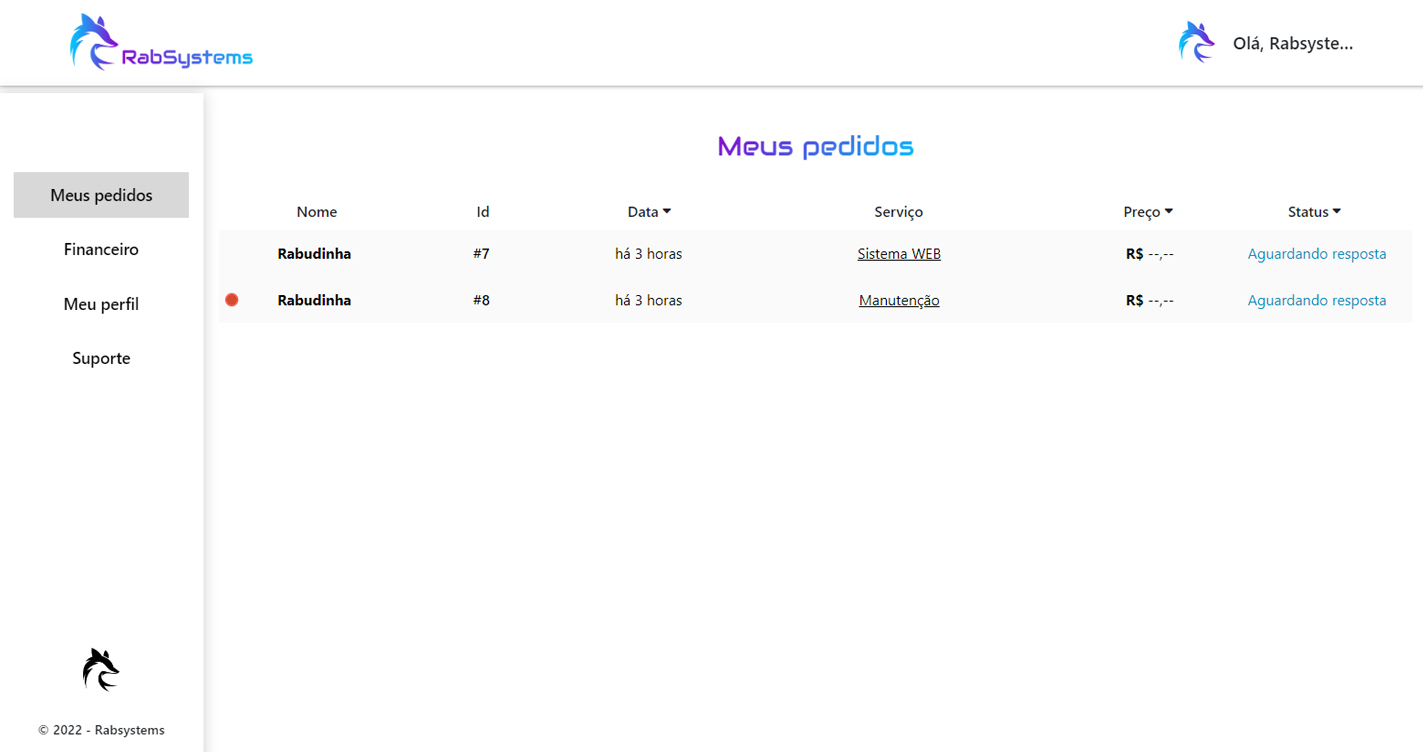 RabSystems
Olá, Rabsyste...
Meus pedidos
Financeiro
Meu perfil
Suporte
© 2022 - Rabsystems
Meus pedidos
Nome Id Data Serviço Preço Status
Rabudinha #7 há 3 horas Sistema WEB R$ --,-- Aguardando resposta
Rabudinha #8 há 3 horas Manutenção R$ --,-- Aguardando resposta